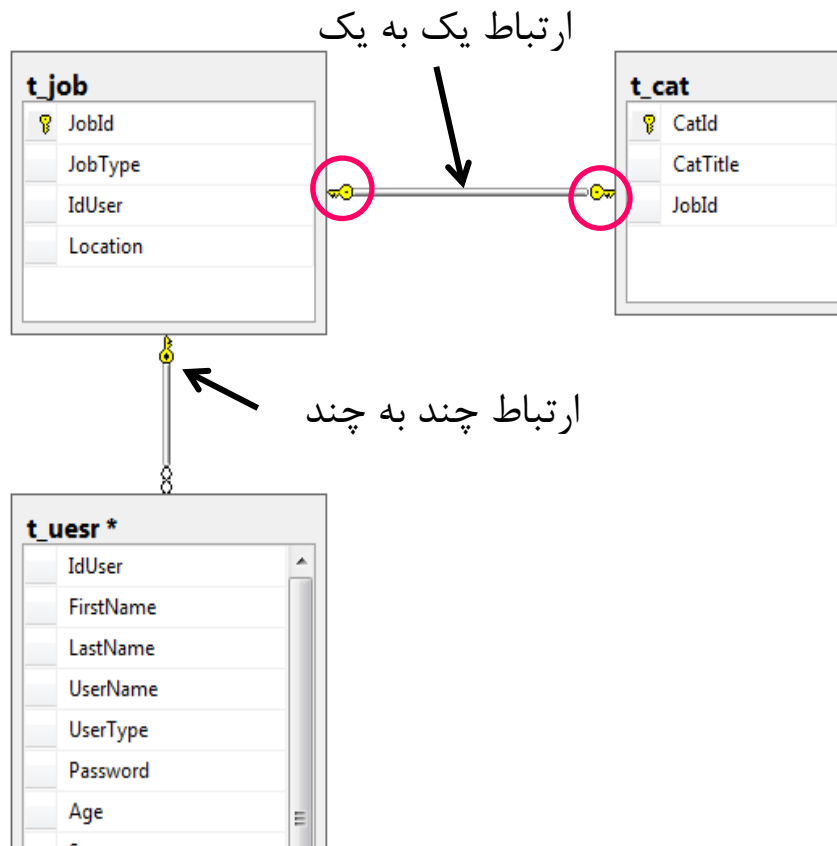 ارتباط یک به یک
t_job
JobId
JobType
IdUser
Location
t_cat
CatId
CatTitle
JobId
ارتباط چند به چند
t_uesr *
IdUser
FirstName
LastName
UserName
UserType
Password
Age